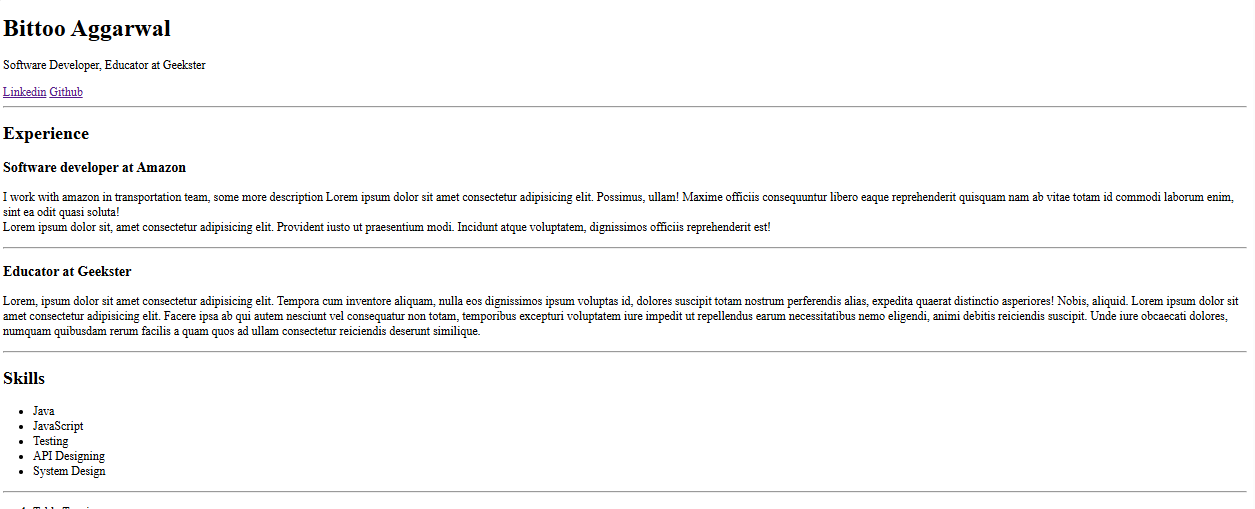 Bittoo Aggarwal
Software Developer, Educator at Geekster
Linkedin Github
Experience
Software developer at Amazon
I work with amazon in transportation team, some more description Lorem ipsum dolor sit amet consectetur adipisicing elit. Possimus, ullam! Maxime officiis consequuntur libero eaque reprehenderit quisquam nam ab vitae totam id commodi laborum enim,
sint ea odit quasi soluta!
Lorem ipsum dolor sit, amet consectetur adipisicing elit. Provident iusto ut praesentium modi. Incidunt atque voluptatem, dignissimos officiis reprehenderit est!
Educator at Geekster
Lorem, ipsum dolor sit amet consectetur adipisicing elit. Tempora cum inventore aliquam, nulla eos dignissimos ipsum voluptas id, dolores suscipit totam nostrum perferendis alias, expedita quaerat distinctio asperiores! Nobis, aliquid. Lorem ipsum dolor sit
amet consectetur adipisicing elit. Facere ipsa ab qui autem nesciunt vel consequatur non totam, temporibus excepturi voluptatem iure impedit ut repellendus earum necessitatibus nemo eligendi, animi debitis reiciendis suscipit. Unde iure obcaecati dolores,
numquam quibusdam rerum facilis a quam quos ad ullam consectetur reiciendis deserunt similique.
Skills
• Java
• JavaScript
• Testing
• API Designing
• System Design